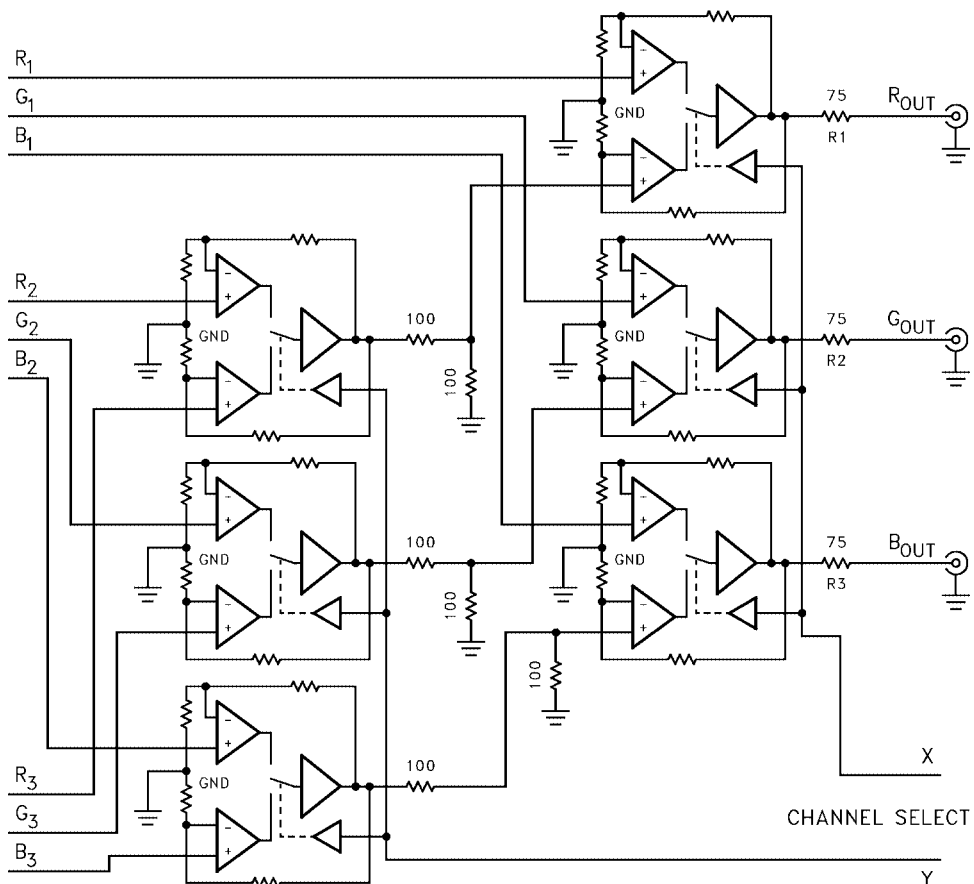 R1
G1
B1
GND
75
R1
ROUT
R2
G2
B2
GND
100
100
GND
75
R2
GOUT
GND
100
100
GND
75
R3
BOUT
R3
G3
B3
GND
100
100
X
CHANNEL SELECT
Y
- +
- +
- +
- +
- +
- +
- +
- +
- +
- +
- +
- +